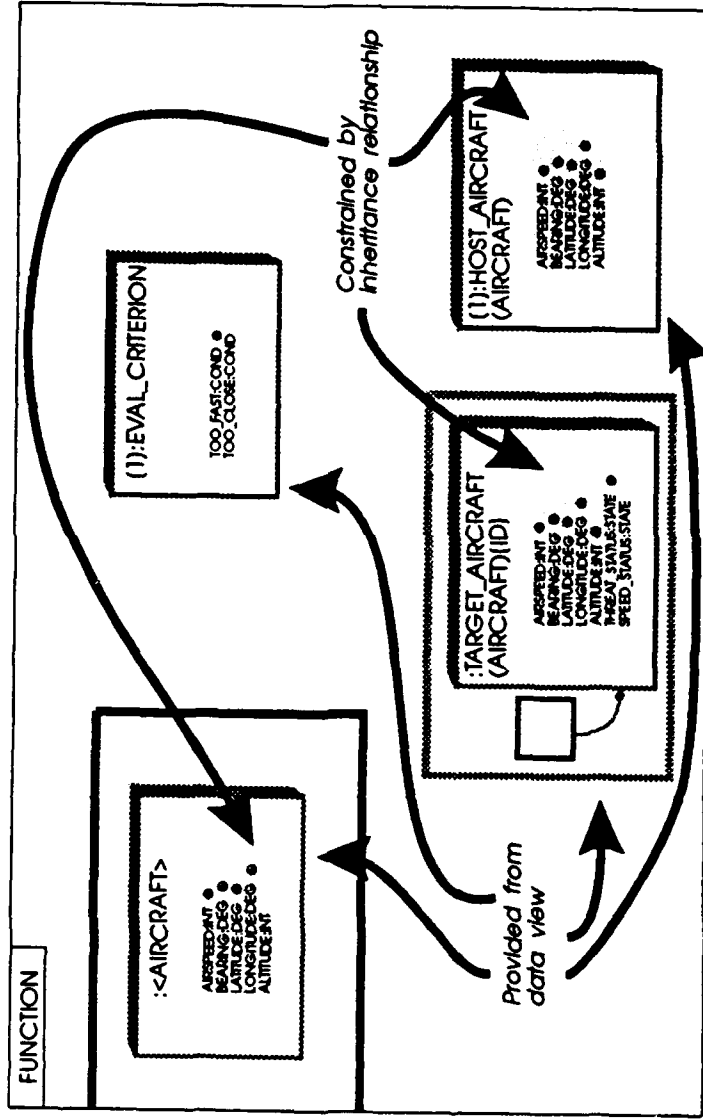 FUNCTION
:<AIRCRAFT>
AIRSPEED:INT
BEARING:DEG
LATITUDE:DEG
LONGITUDE:DEG
ALTITUDE:INT
(1):EVAL_CRITERION
TOO_FAST:COND
TOO_CLOSE:COND
Constrained by
inheritance relationship
Provided from
data view
:TARGET_AIRCRAFT
(AIRCRAFT)(ID)
AIRSPEED:INT
BEARING:DEG
LATITUDE:DEG
LONGITUDE:DEG
ALTITUDE:INT
THREAT_STATUS:STATE
SPEED_STATUS:STATE
(1):HOST_AIRCRAFT
(AIRCRAFT)
AIRSPEED:INT
BEARING:DEG
LATITUDE:DEG
LONGITUDE:DEG
ALTITUDE:INT